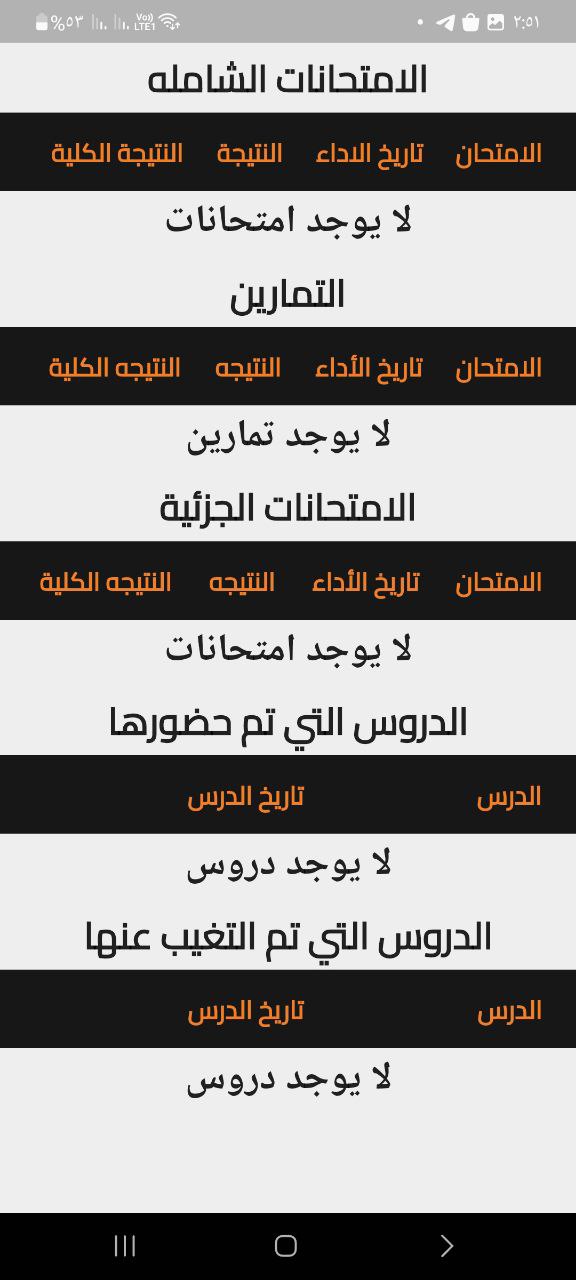 ٢:٥١ Vo)) LTE1 %٥٣
الامتحانات الشامله
الامتحان تاريخ الاداء النتيجة النتيجة الكلية
لا يوجد امتحانات
التمارين
الامتحان تاريخ الأداء النتيجه النتيجه الكلية
لا يوجد تمارين
الامتحانات الجزئية
الامتحان تاريخ الأداء النتيجه النتيجه الكلية
لا يوجد امتحانات
الدروس التي تم حضورها
الدرس تاريخ الدرس
لا يوجد دروس
الدروس التي تم التغيب عنها
الدرس تاريخ الدرس
لا يوجد دروس